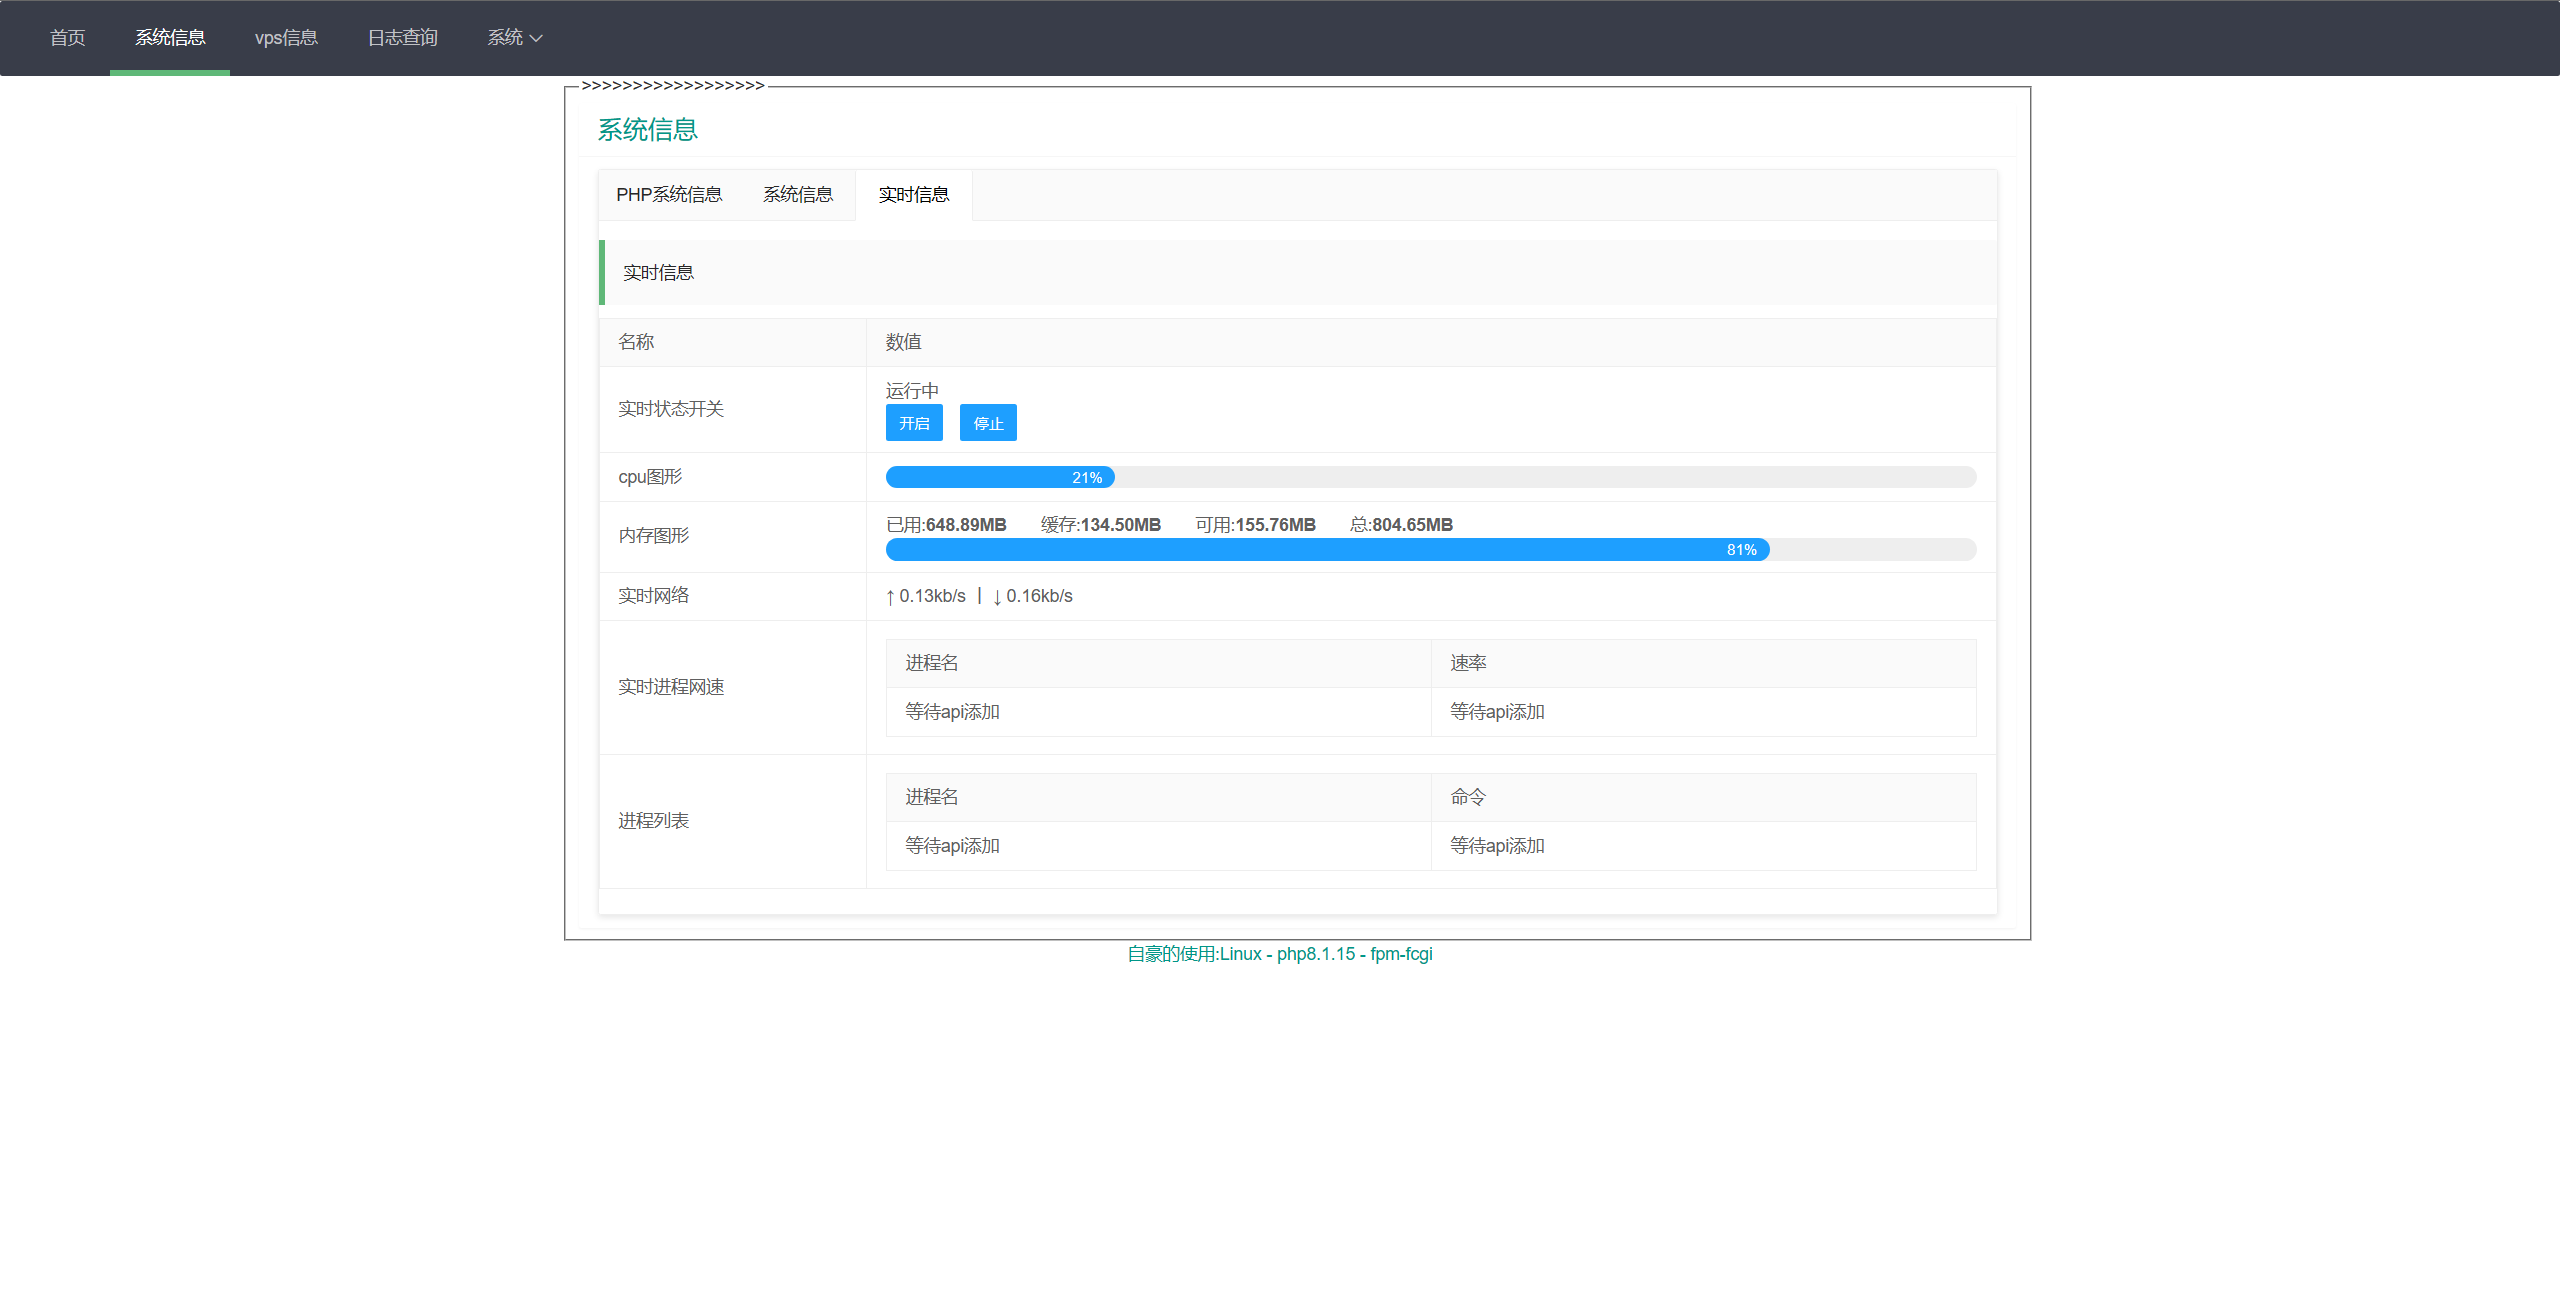 首页 系统信息 vps信息 日志查询 系统
>>>>>>>>>>>>>>>>>>
系统信息
PHP系统信息 系统信息 实时信息
实时信息
名称 数值
实时状态开关 运行中
开启 停止
cpu图形 21%
内存图形 已用:648.89MB 缓存:134.50MB 可用:155.76MB 总:804.65MB
81%
实时网络 ↑ 0.13kb/s | ↓ 0.16kb/s
实时进程网速
进程名 速率
等待api添加 等待api添加
进程列表
进程名 命令
等待api添加 等待api添加
自豪的使用:Linux - php8.1.15 - fpm-fcgi